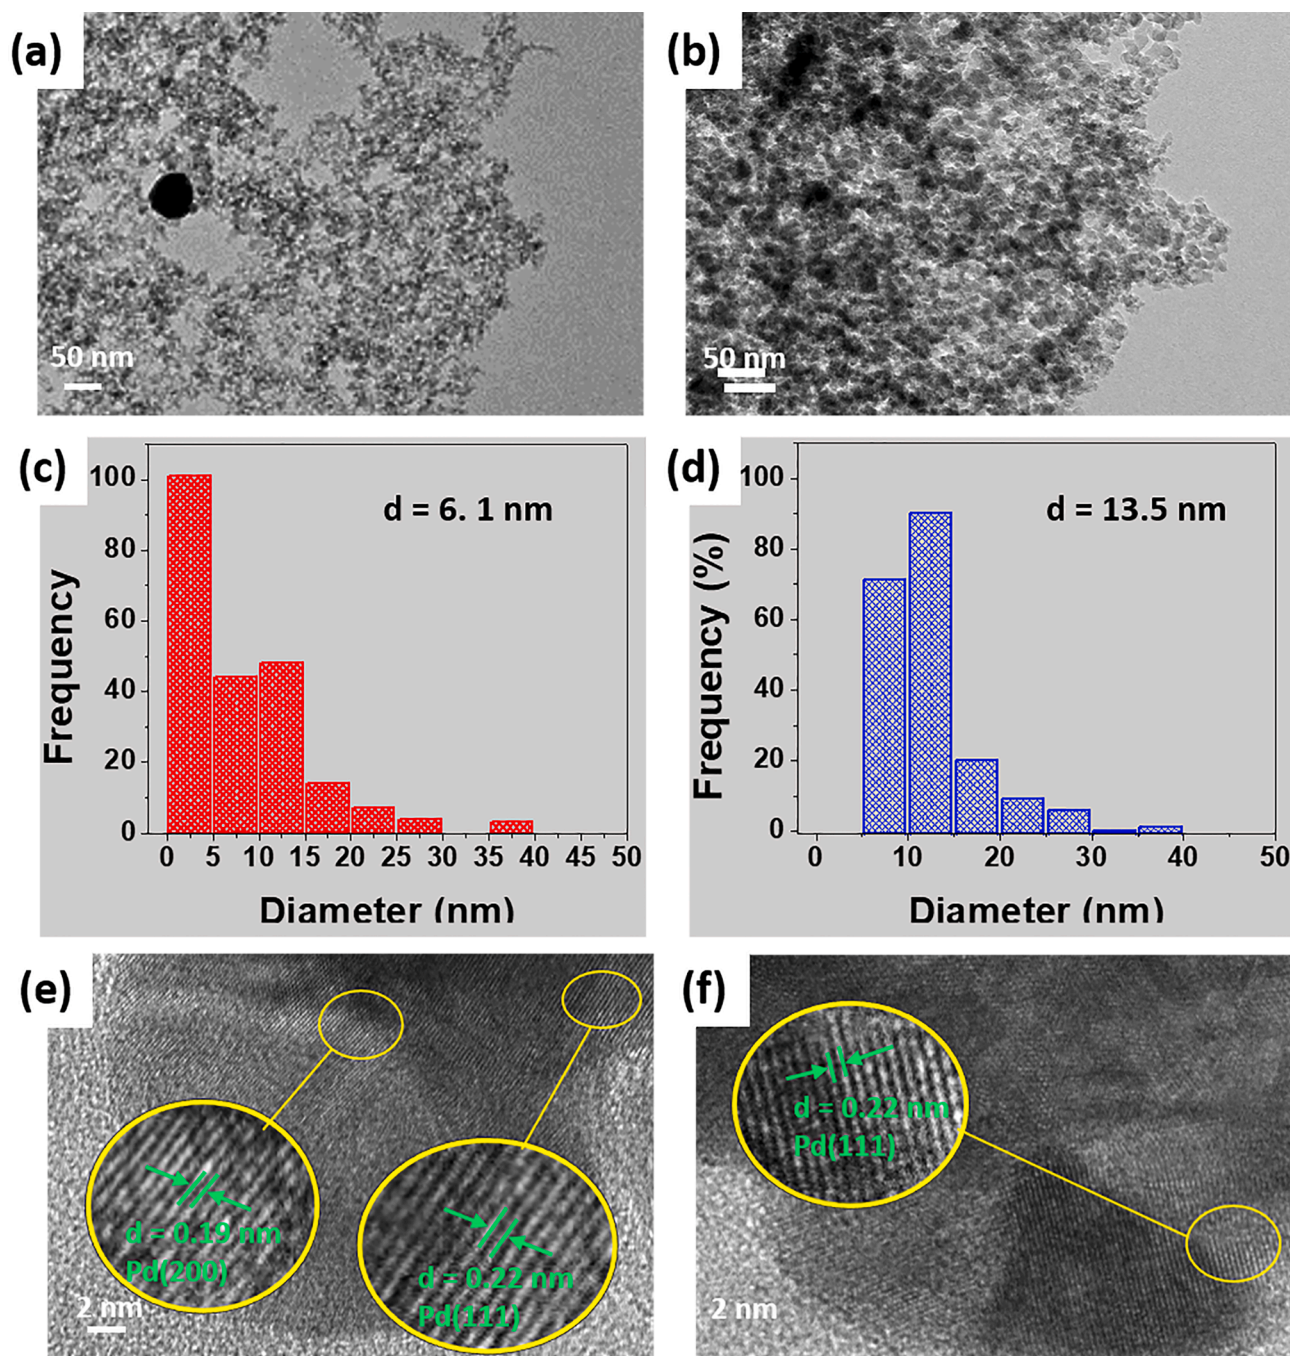 (a)
50 nm
(b)
50 nm
(c)
d = 6. 1 nm
Frequency
100
80
60
40
20
0
0 5 10 15 20 25 30 35 40 45 50
Diameter (nm)
(d)
d = 13.5 nm
Frequency (%)
100
80
60
40
20
0
0 10 20 30 40 50
Diameter (nm)
(e)
d = 0.19 nm
Pd(200)
d = 0.22 nm
Pd(111)
2 nm
(f)
d = 0.22 nm
Pd(111)
2 nm